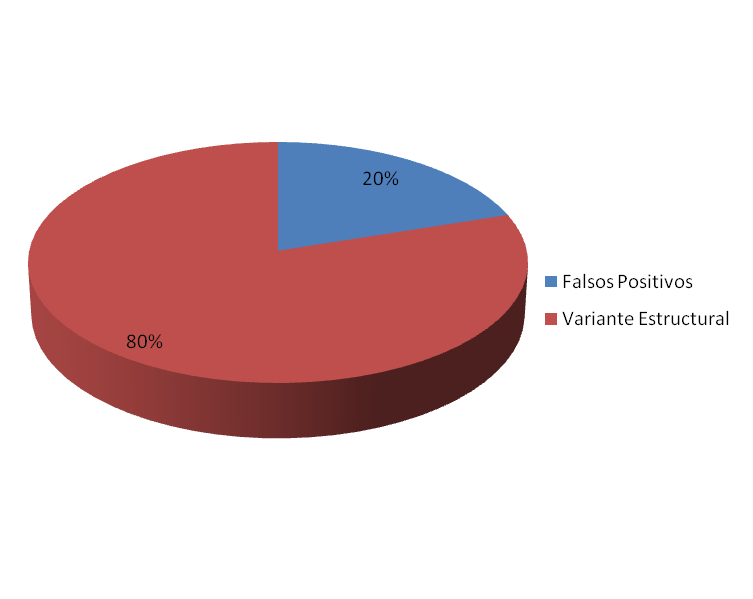 20%
80%
Falsos Positivos
Variante Estructural